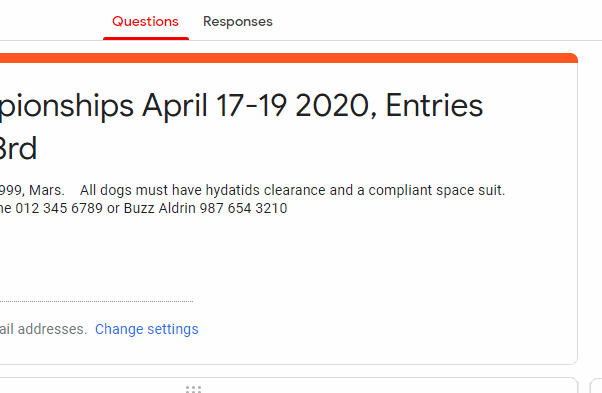 Questions Responses
pionships April 17-19 2020, Entries
3rd
999, Mars. All dogs must have hydatids clearance and a compliant space suit.
ne 012 345 6789 or Buzz Aldrin 987 654 3210
ail addresses. Change settings